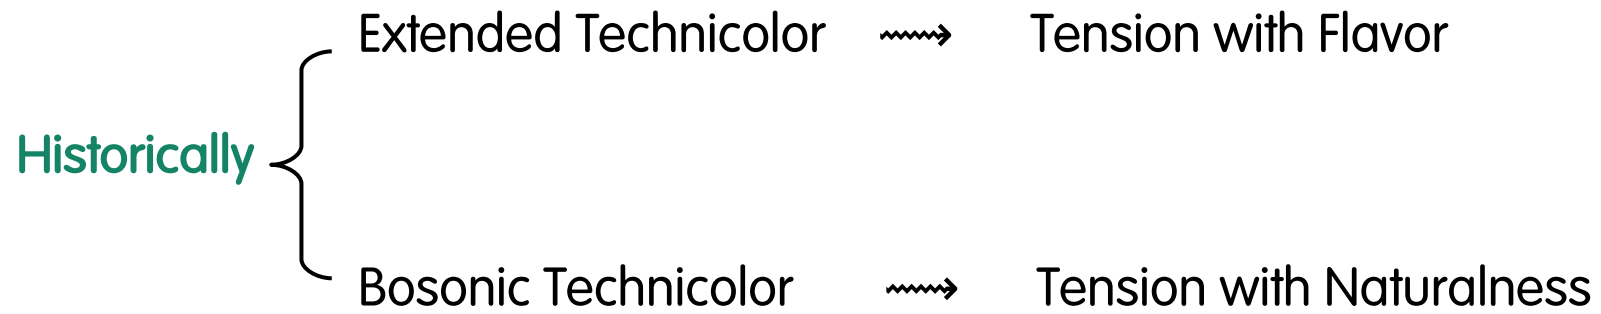 Extended Technicolor ⇝ Tension with Flavor
Historically
Bosonic Technicolor ⇝ Tension with Naturalness